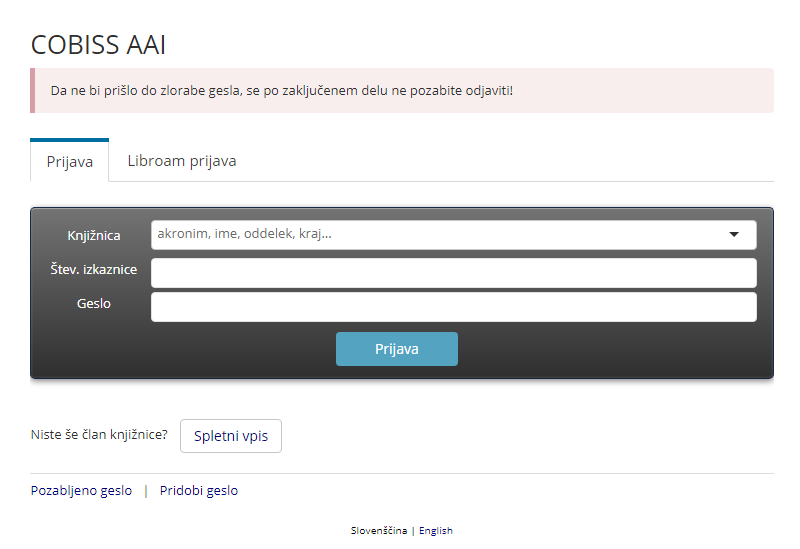 COBISS AAI
Da ne bi prišlo do zlorabe gesla, se po zaključenem delu ne pozabite odjaviti!
Prijava
Libroam prijava
Knjižnica
akronim, ime, oddelek, kraj...
Štev. izkaznice
Geslo
Prijava
Niste še član knjižnice?
Spletni vpis
Pozabljeno geslo | Pridobi geslo
Slovenščina | English